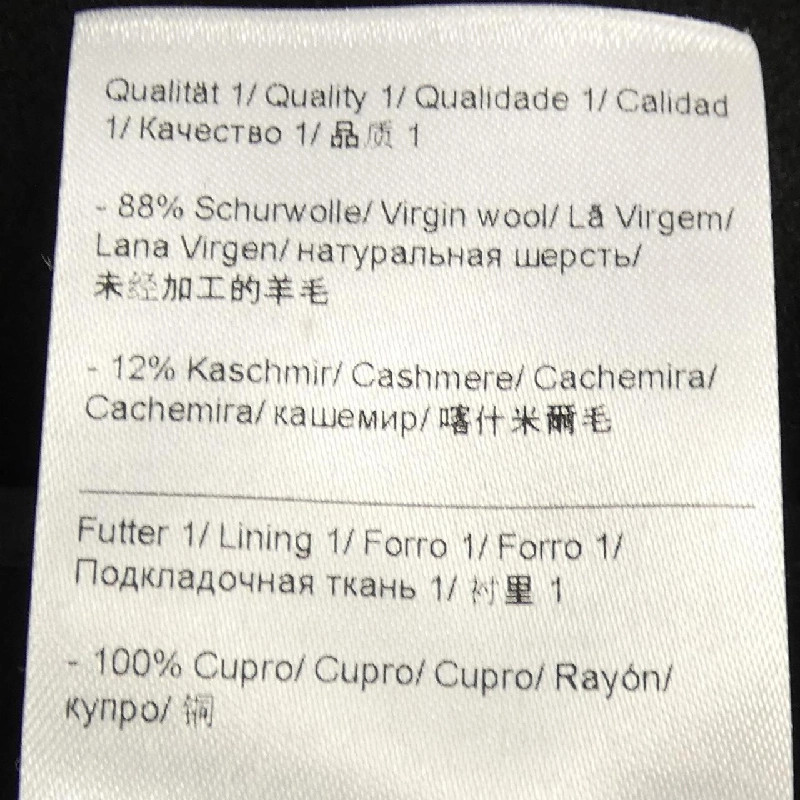 Qualität 1/ Quality 1/ Qualidade 1/ Calidad
1/ Качество 1/ 品质 1
- 88% Schurwolle/ Virgin wool/ Lã Virgem/
Lana Virgen/ натуральная шерсть/
未经加工的羊毛
- 12% Kaschmir/ Cashmere/ Cachemira/
Cachemira/ кашемир/ 喀什米爾毛
Futter 1/ Lining 1/ Forro 1/ Forro 1/
Подкладочная ткань 1/ 衬里 1
- 100% Cupro/ Cupro/ Cupro/ Rayón/
купро/ 铜